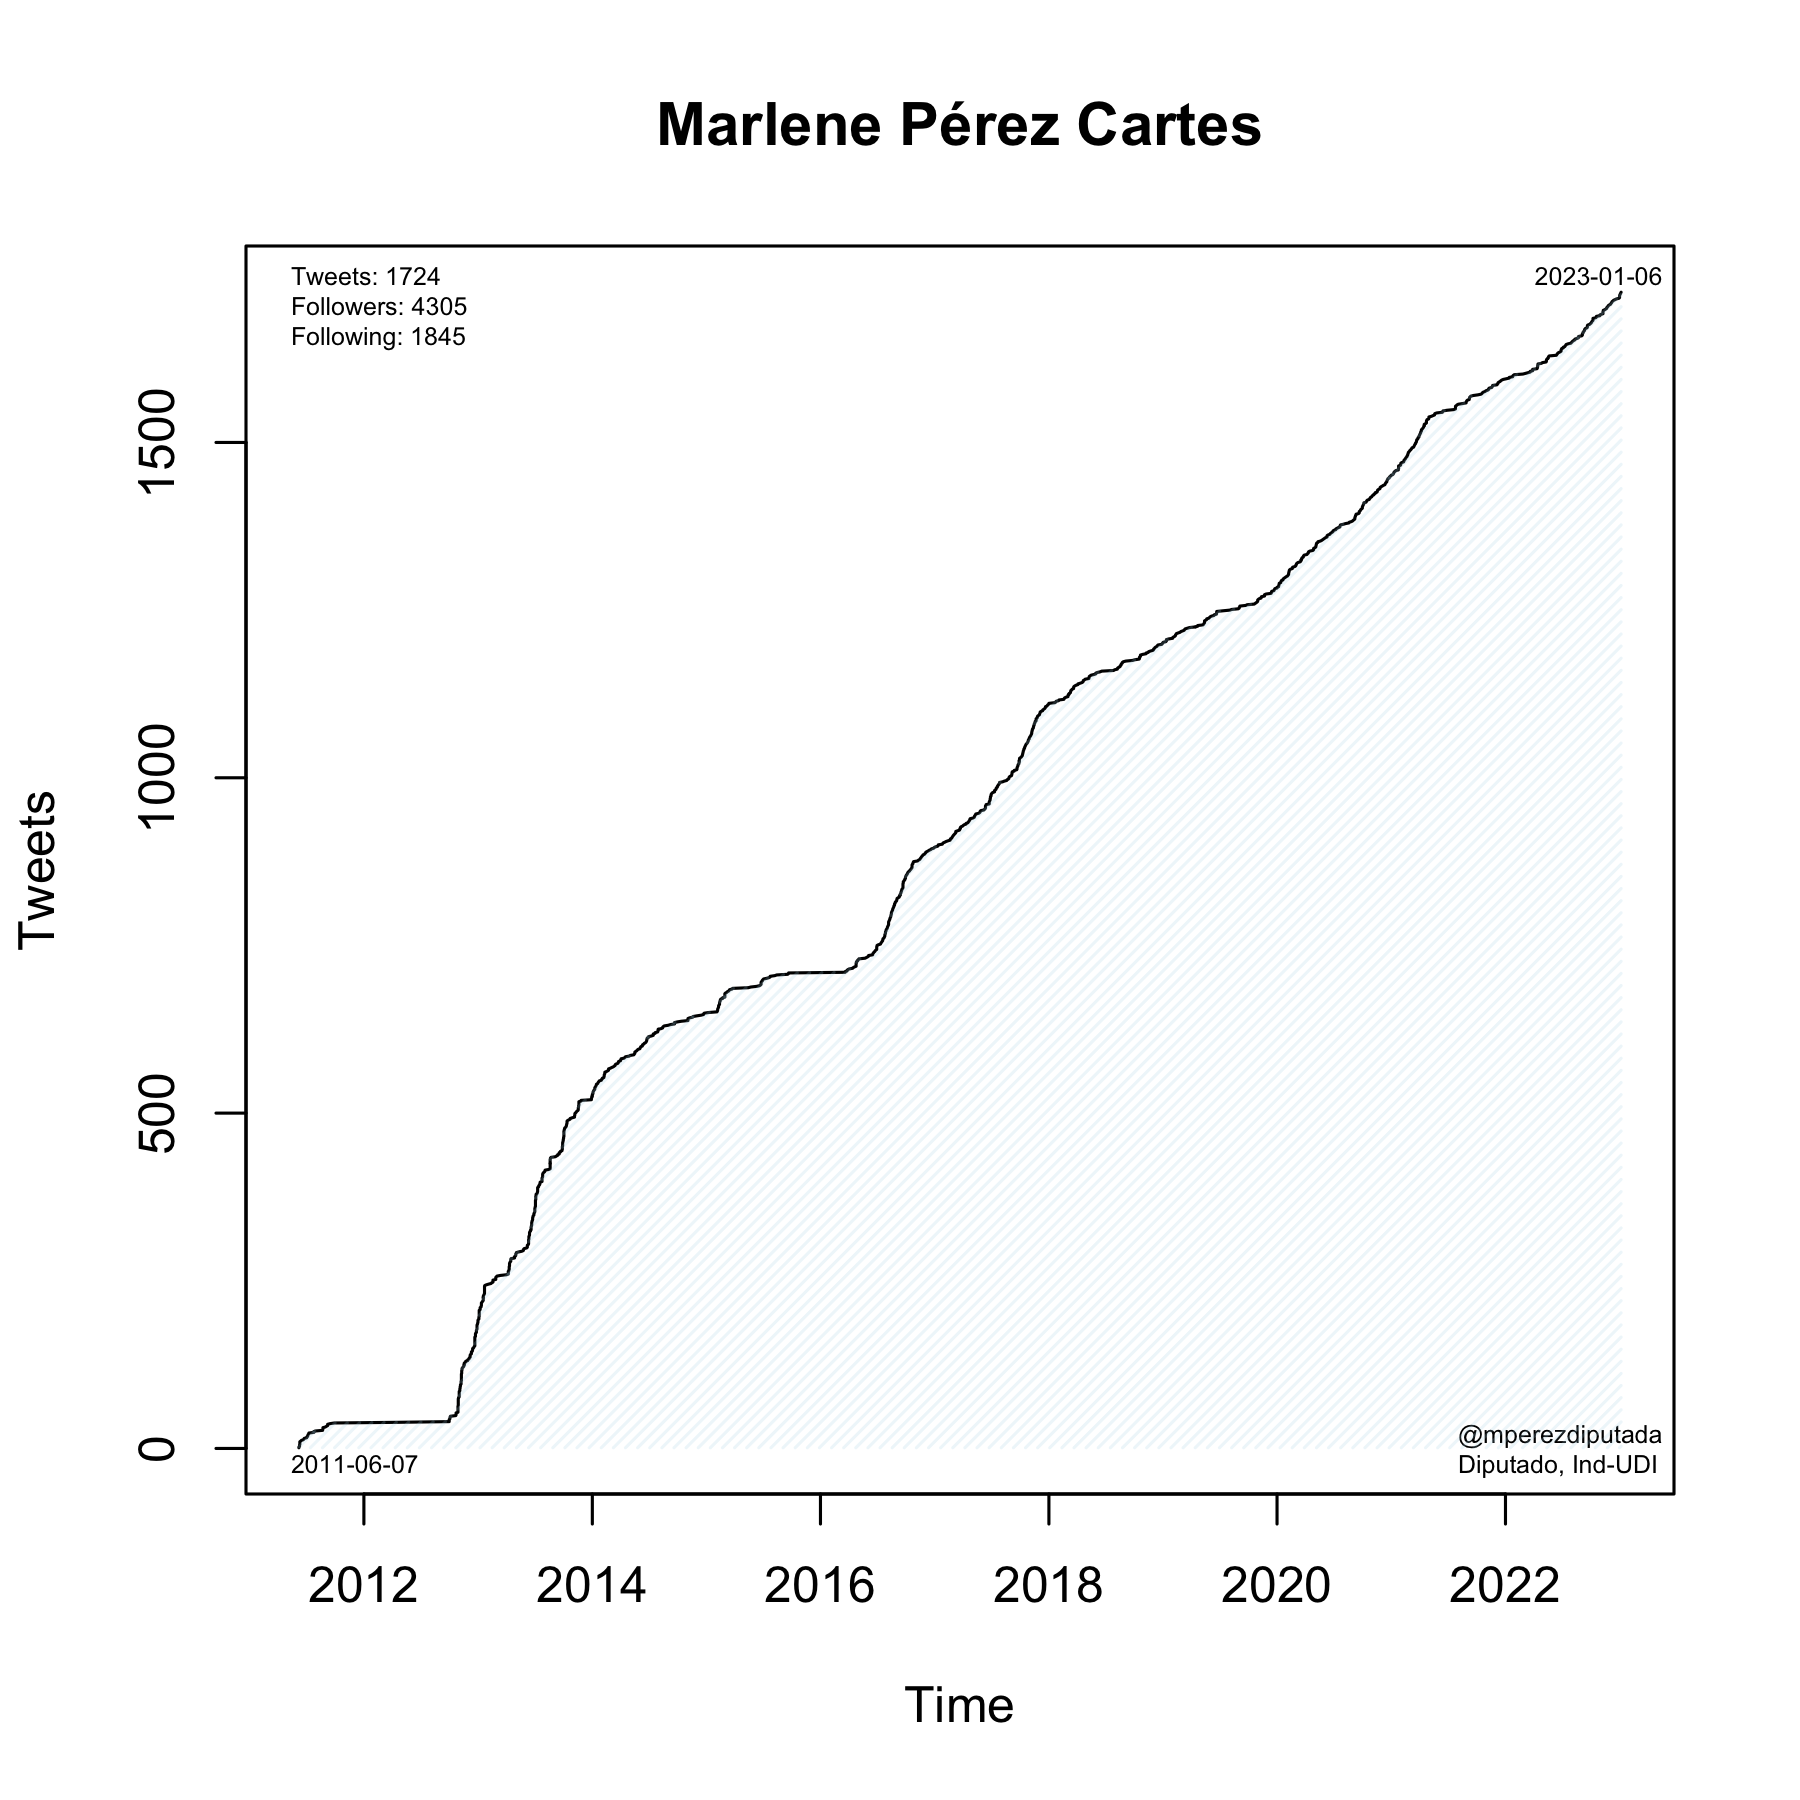 Marlene Pérez Cartes
Tweets: 1724
Followers: 4305
Following: 1845
2023-01-06
Tweets
1500
1000
500
0
2011-06-07
@mperezdiputada
Diputado, Ind-UDI
2012 2014 2016 2018 2020 2022
Time